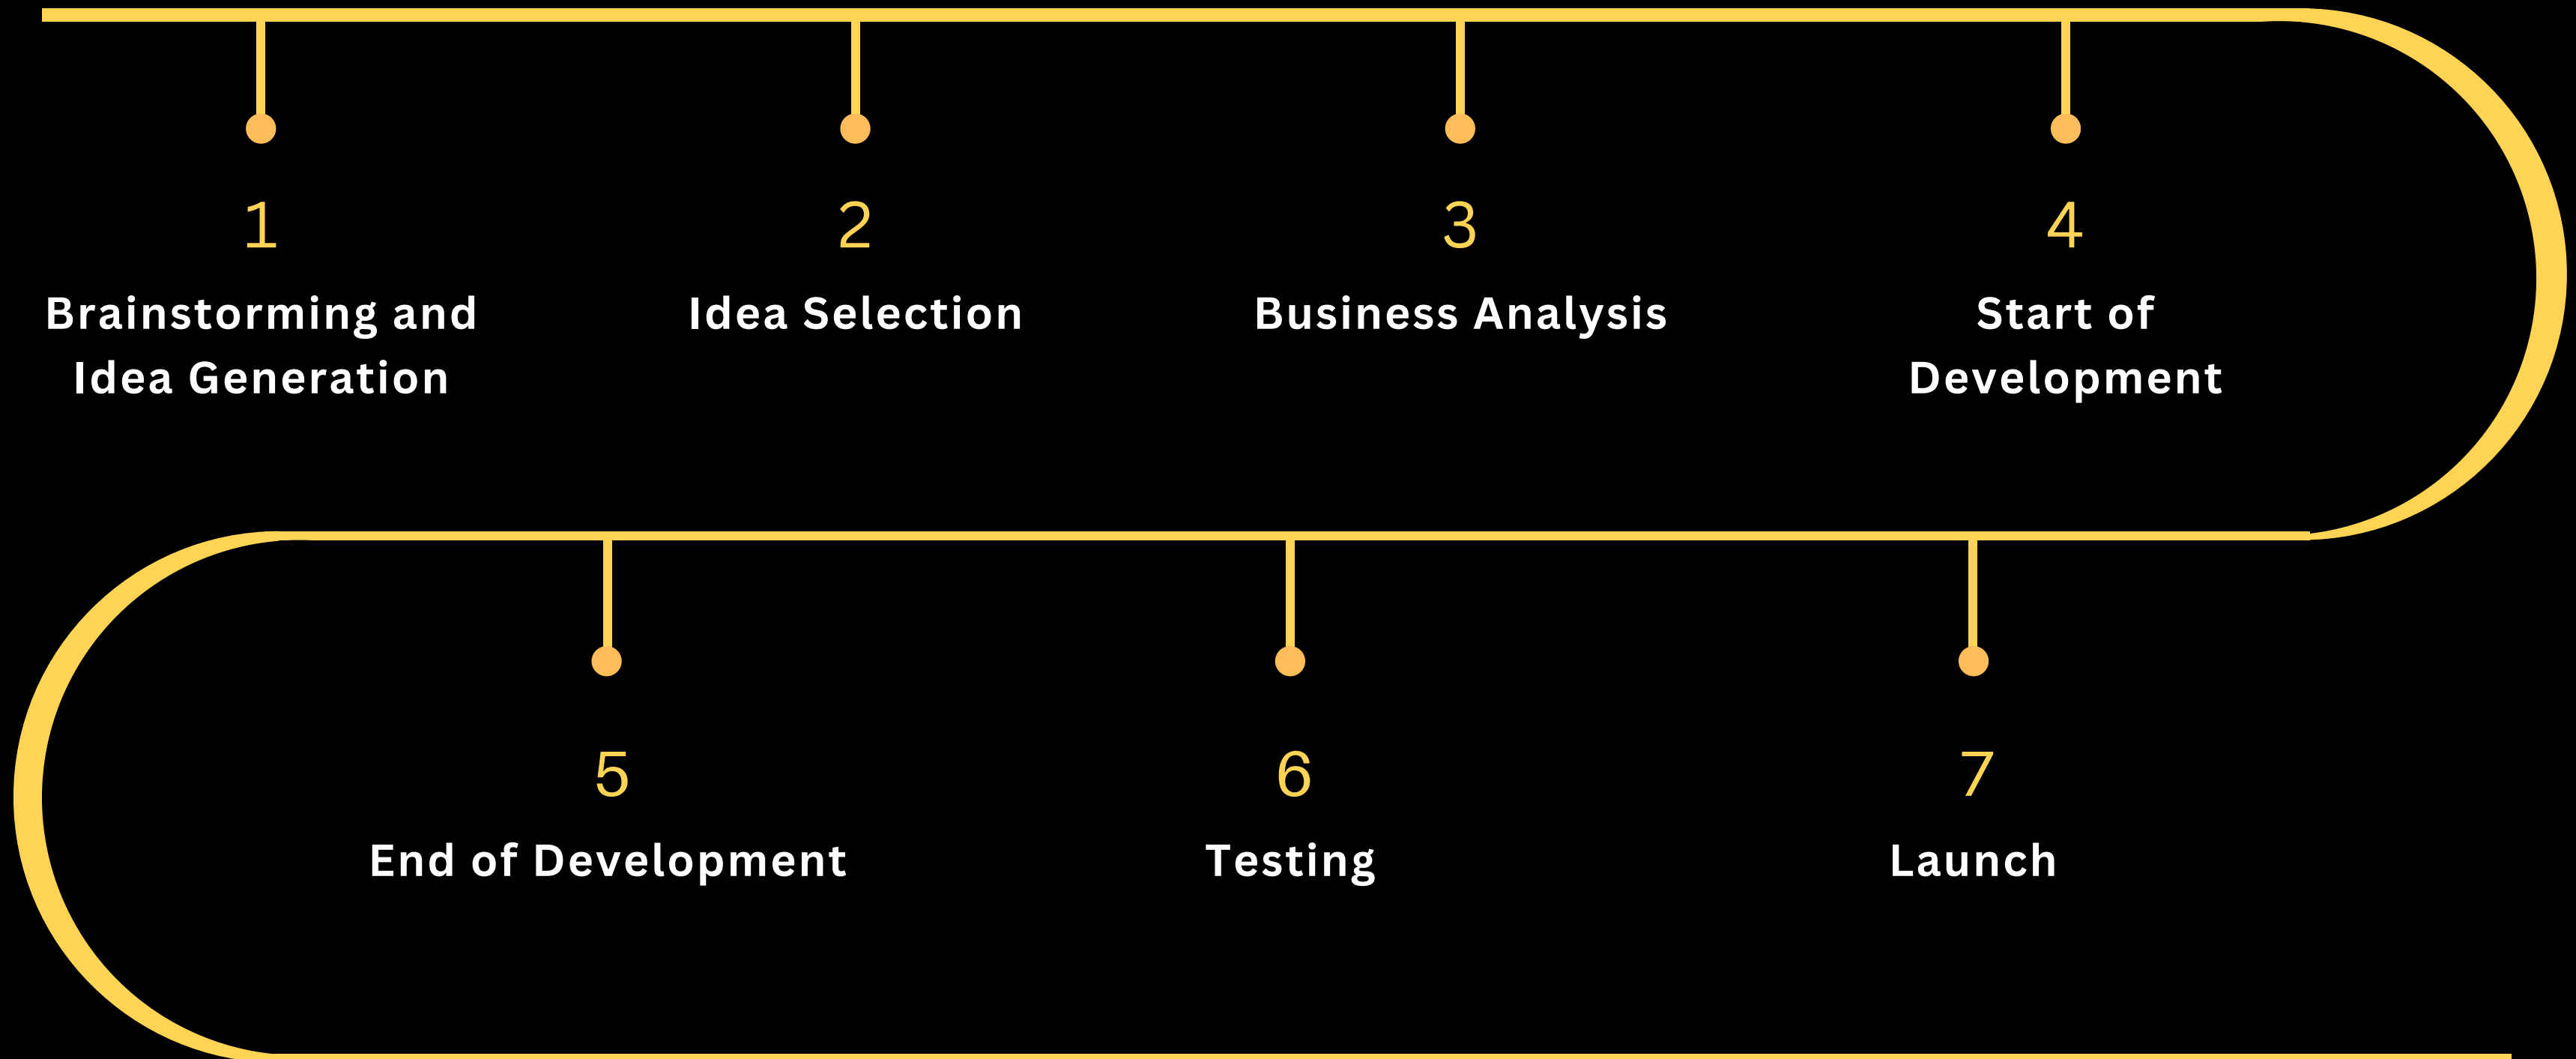 1
Brainstorming and
Idea Generation
2
Idea Selection
3
Business Analysis
4
Start of
Development
5
End of Development
6
Testing
7
Launch